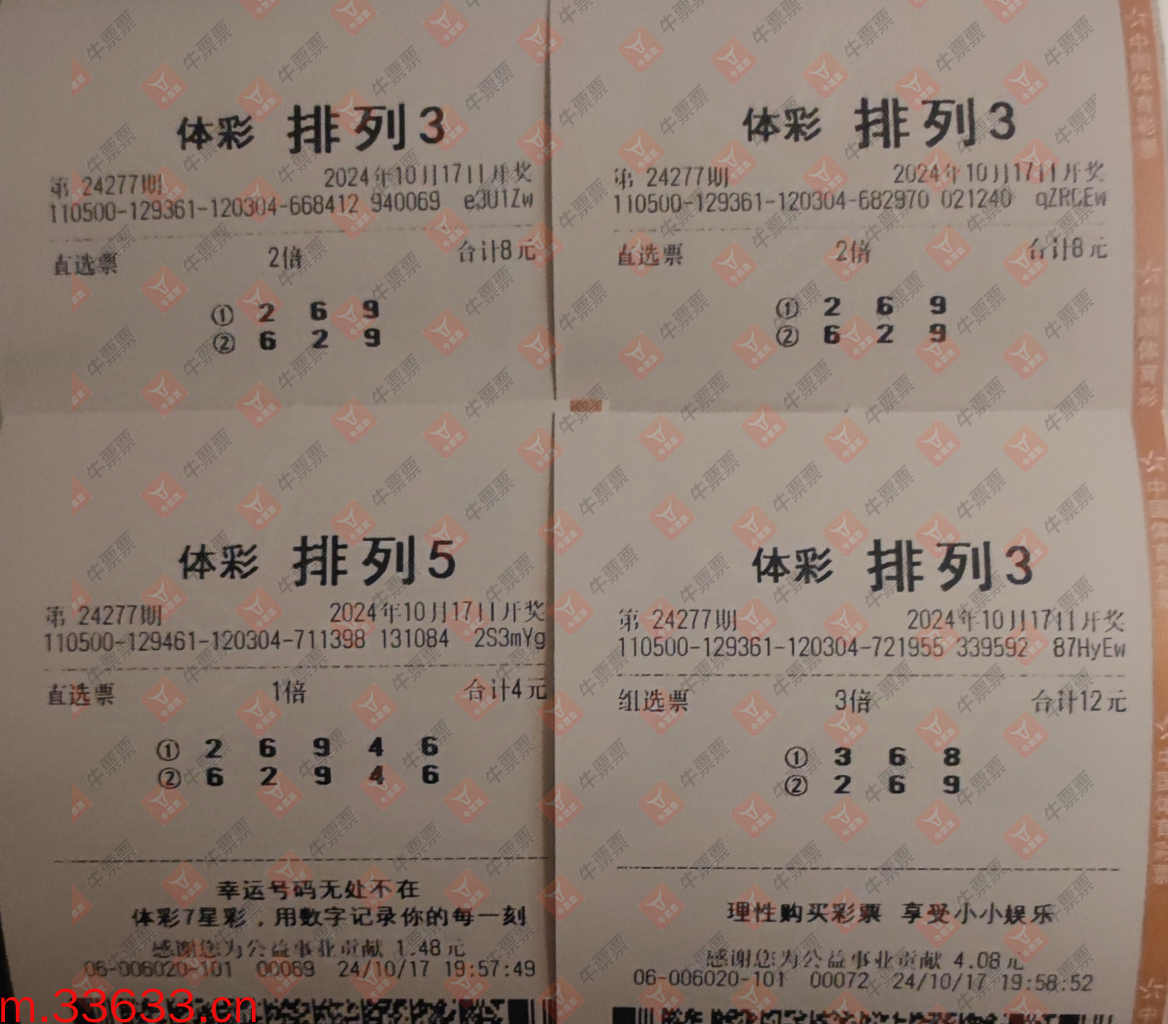 体彩 排列3
第 24277期 2024年10月17日开奖
110500-129361-120304-668412 940069 e3U1Zw
直选票 2倍 合计8元
① 2 6 9
② 6 2 9
体彩 排列3
第 24277期 2024年10月17日开奖
110500-129361-120304-682970 021240 qZRCEw
直选票 2倍 合计8元
① 2 6 9
② 6 2 9
体彩 排列5
第 24277期 2024年10月17日开奖
110500-129461-120304-711398 131084 2S3mYg
直选票 1倍 合计4元
① 2 6 9 4 6
② 6 2 9 4 6
幸运号码无处不在
体彩7星彩，用数字记录你的每一刻
感谢您为公益事业贡献 1.48元
06-006020-101 00069 24/10/17 19:57:49
体彩 排列3
第 24277期 2024年10月17日开奖
110500-129361-120304-721955 339592 87HyEw
组选票 3倍 合计12元
① 3 6 8
② 2 6 9
理性购买彩票 享受小小娱乐
感谢您为公益事业贡献 4.08元
06-006020-101 00072 24/10/17 19:58:52
中国体育彩票
牛票票
m.33633.cn